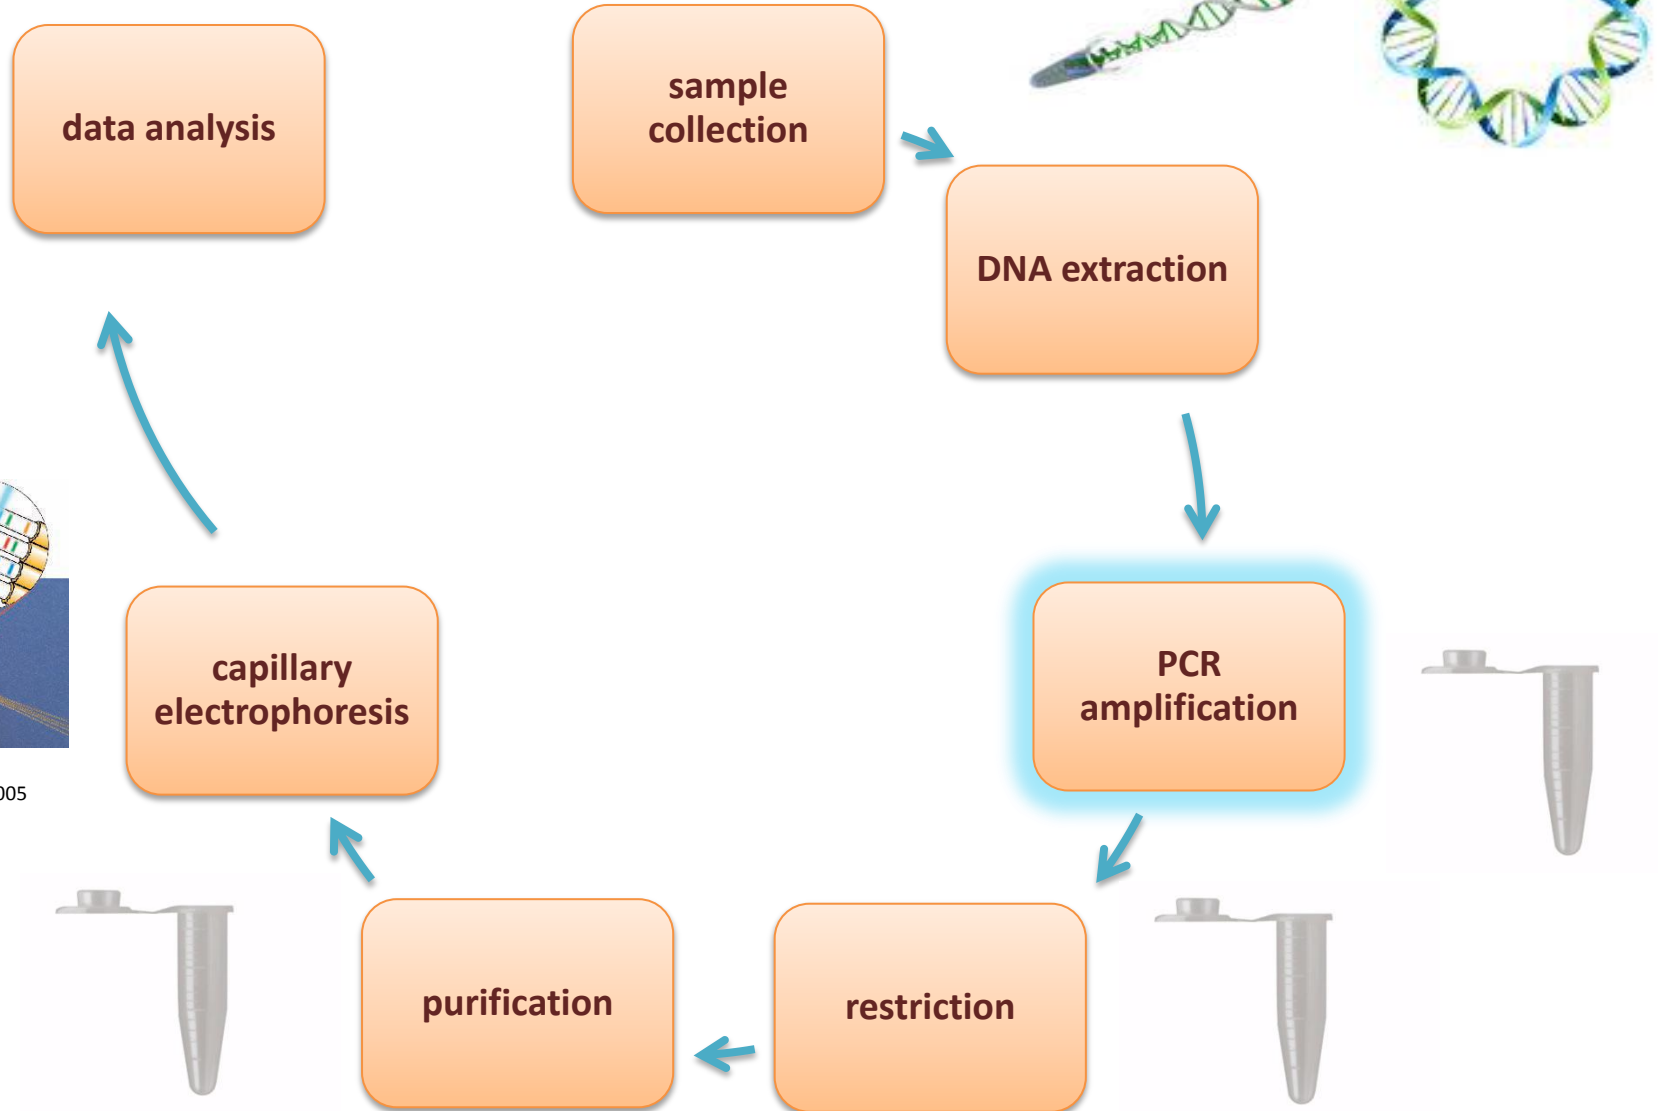 data analysis
sample
collection
DNA extraction
PCR
amplification
restriction
purification
capillary
electrophoresis
005